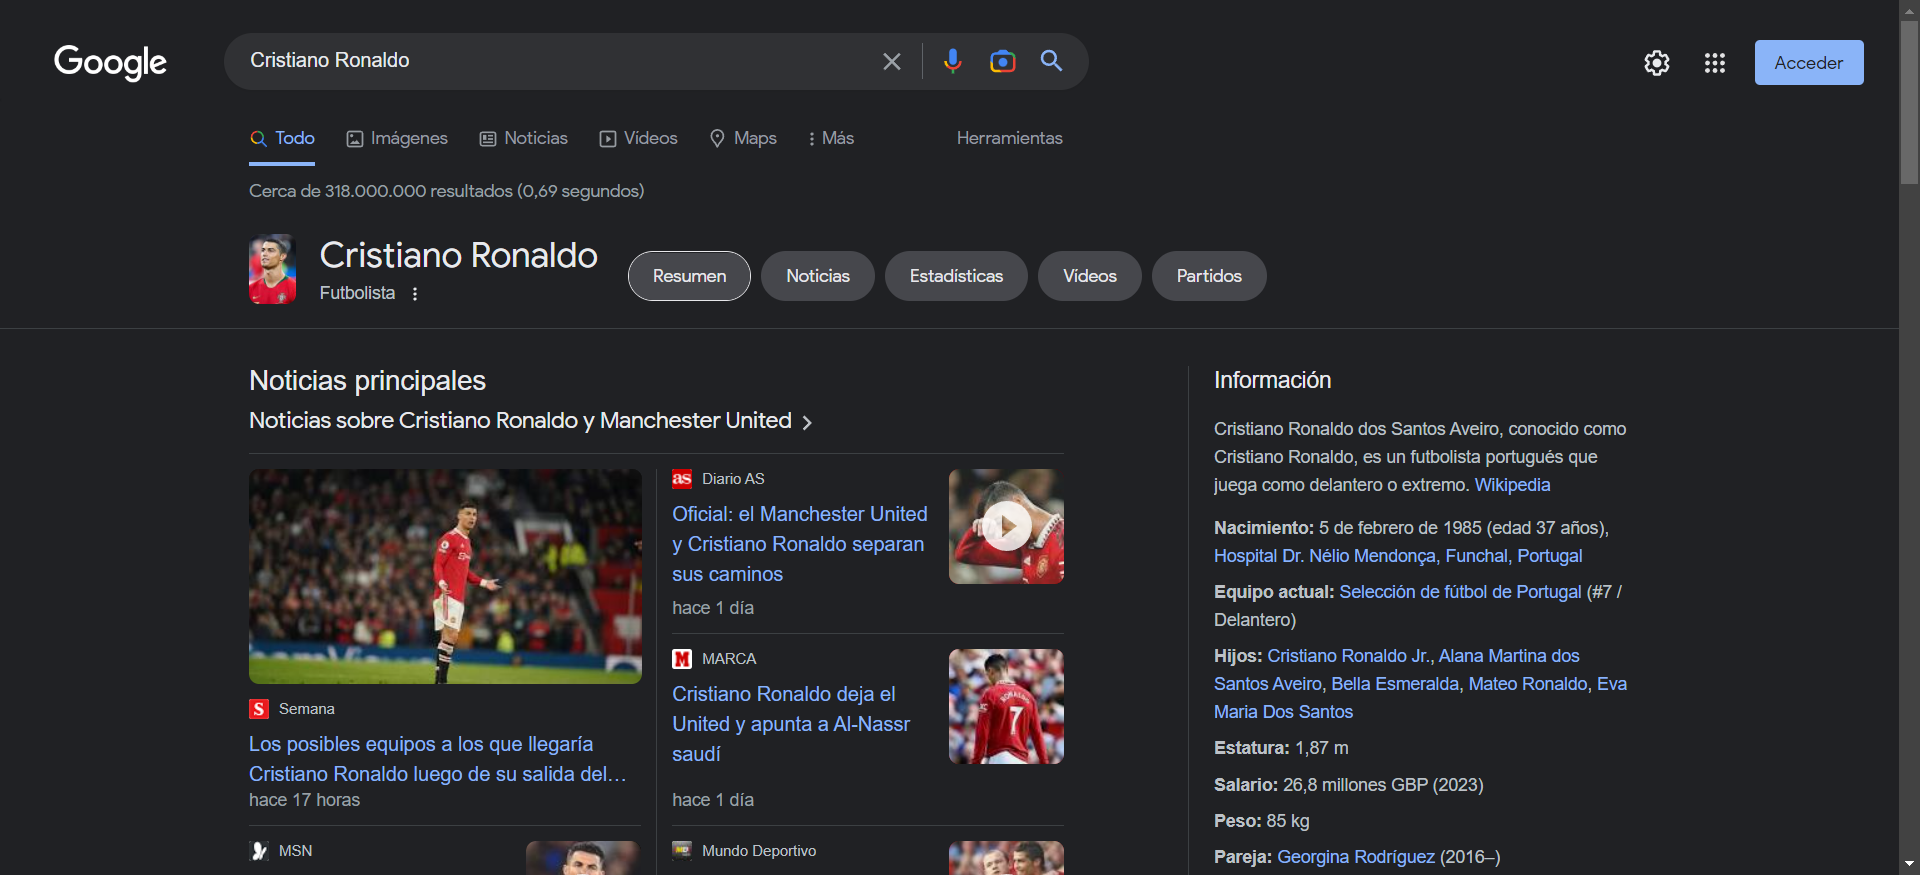 Google
Cristiano Ronaldo
Acceder
Todo
Imágenes
Noticias
Vídeos
Maps
Más
Herramientas
Cerca de 318.000.000 resultados (0,69 segundos)
Cristiano Ronaldo
Futbolista
Resumen
Noticias
Estadísticas
Vídeos
Partidos
Noticias principales
Noticias sobre Cristiano Ronaldo y Manchester United
Semana
Los posibles equipos a los que llegaría
Cristiano Ronaldo luego de su salida del...
hace 17 horas
MSN
as Diario AS
Oficial: el Manchester United
y Cristiano Ronaldo separan
sus caminos
hace 1 día
M MARCA
Cristiano Ronaldo deja el
United y apunta a Al-Nassr
saudí
hace 1 día
RONALDO
7
MD Mundo Deportivo
Información
Cristiano Ronaldo dos Santos Aveiro, conocido como
Cristiano Ronaldo, es un futbolista portugués que
juega como delantero o extremo. Wikipedia
Nacimiento: 5 de febrero de 1985 (edad 37 años),
Hospital Dr. Nélio Mendonça, Funchal, Portugal
Equipo actual: Selección de fútbol de Portugal (#7 /
Delantero)
Hijos: Cristiano Ronaldo Jr., Alana Martina dos
Santos Aveiro, Bella Esmeralda, Mateo Ronaldo, Eva
Maria Dos Santos
Estatura: 1,87 m
Salario: 26,8 millones GBP (2023)
Peso: 85 kg
Pareja: Georgina Rodríguez (2016–)